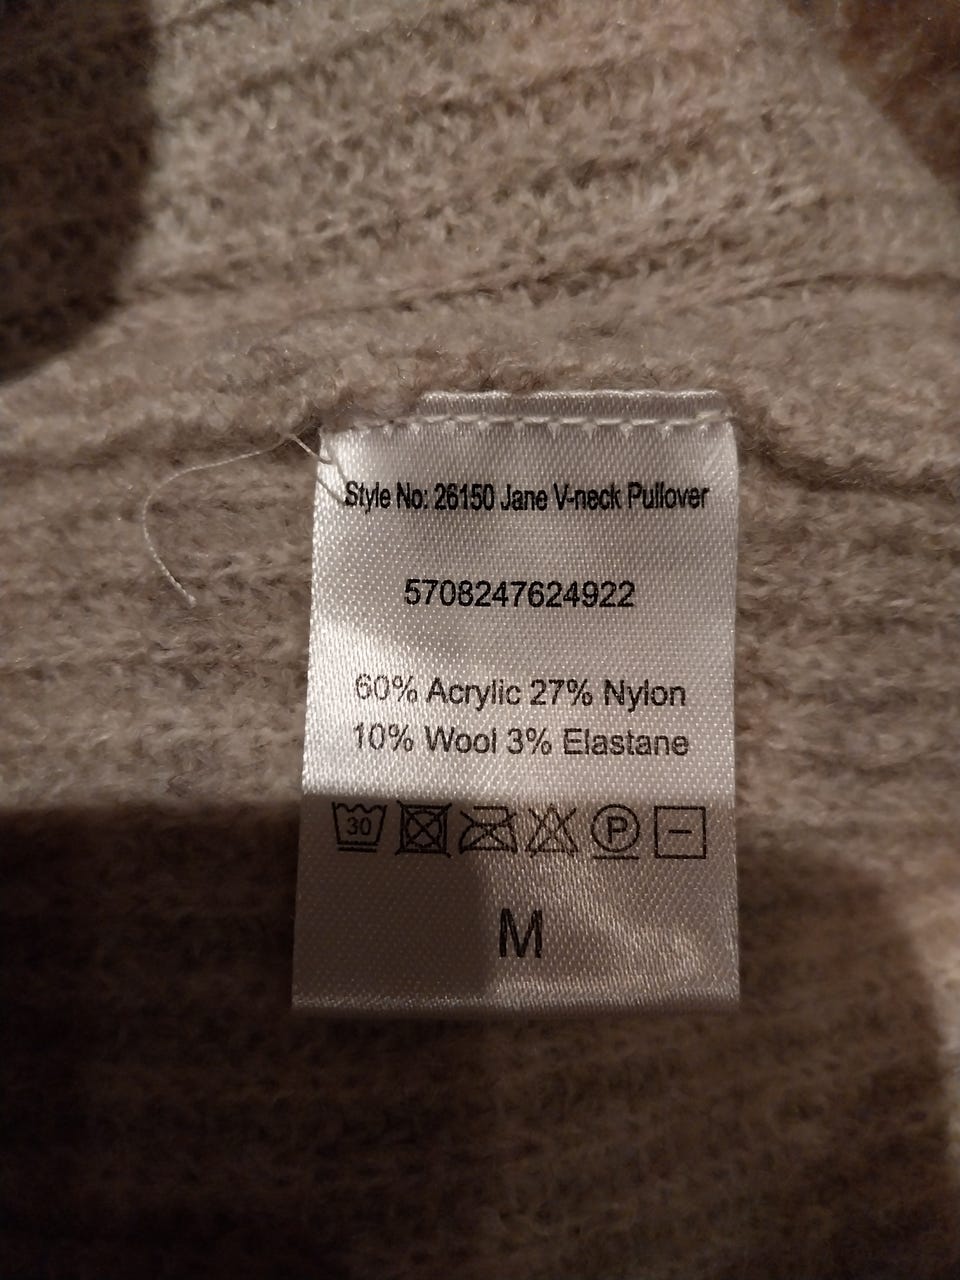 Style No: 26150 Jane V-neck Pullover
5708247624922
60% Acrylic 27% Nylon
10% Wool 3% Elastane
30 P
M